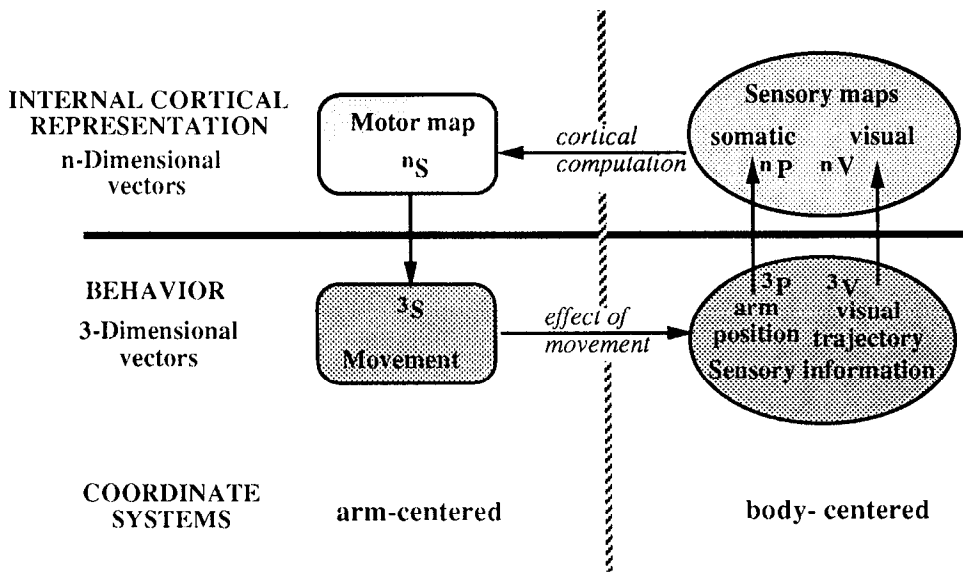 INTERNAL CORTICAL
REPRESENTATION
n-Dimensional
vectors
Motor map
nS
cortical
computation
Sensory maps
somatic visual
nP nV
BEHAVIOR
3-Dimensional
vectors
3S
Movement
effect of
movement
3P 3V
arm visual
position trajectory
Sensory information
COORDINATE
SYSTEMS
arm-centered
body- centered